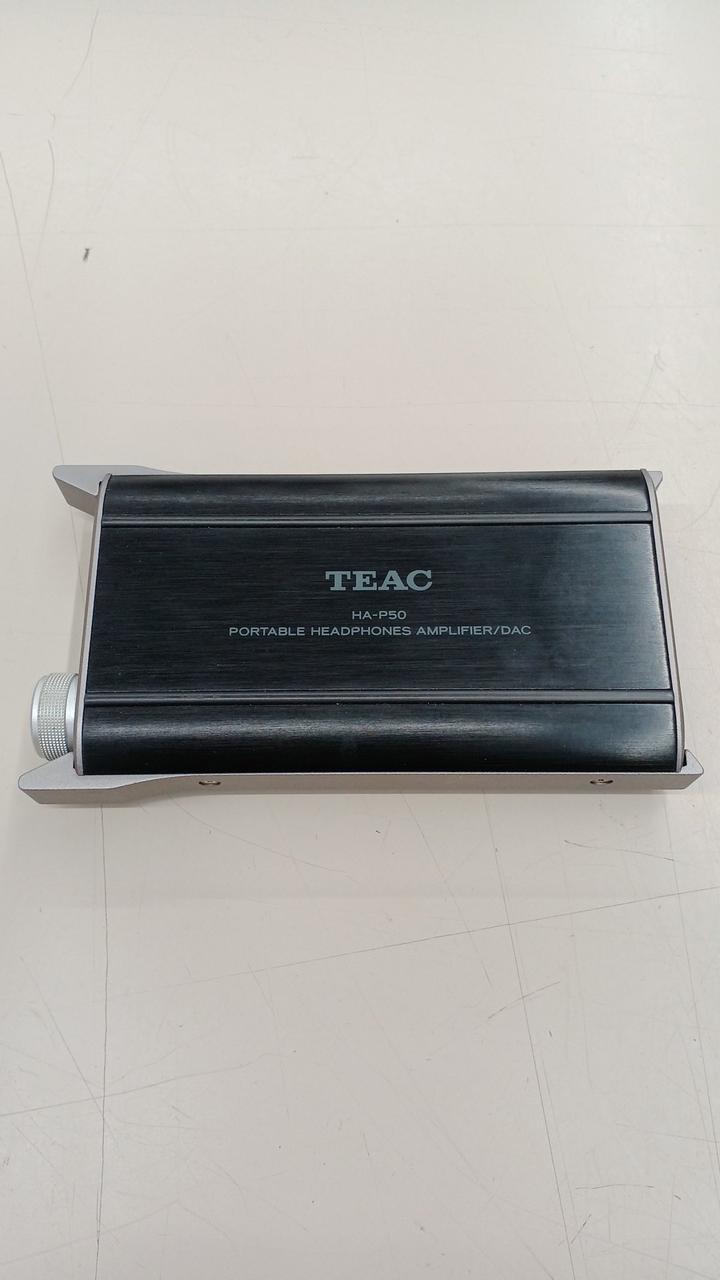 TEAC
HA-P50
PORTABLE HEADPHONES AMPLIFIER/DAC